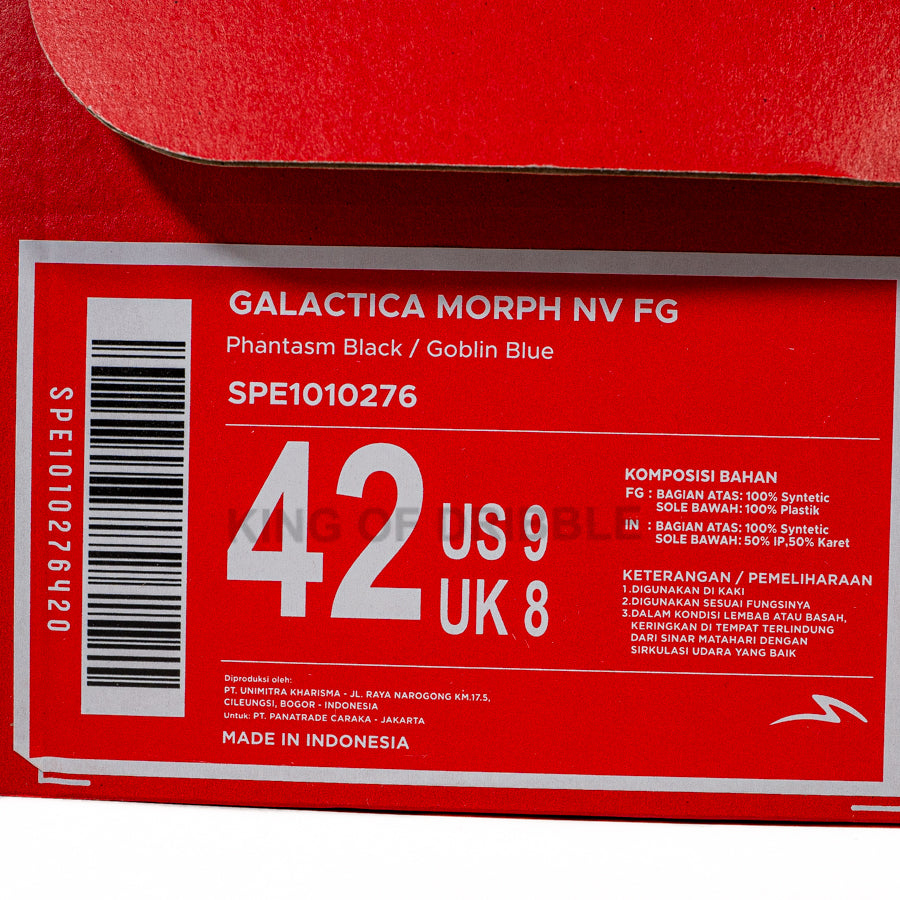 GALACTICA MORPH NV FG
Phantasm Black / Goblin Blue
SPE1010276
SPE1010276420
42
US 9
UK 8
KING OF DRIBBLE
KOMPOSISI BAHAN
FG : BAGIAN ATAS: 100% Syntetic
SOLE BAWAH: 100% Plastik
IN : BAGIAN ATAS: 100% Syntetic
SOLE BAWAH: 50% IP,50% Karet
KETERANGAN / PEMELIHARAAN
1.DIGUNAKAN DI KAKI
2.DIGUNAKAN SESUAI FUNGSINYA
3.DALAM KONDISI LEMBAB ATAU BASAH,
KERINGKAN DI TEMPAT TERLINDUNG
DARI SINAR MATAHARI DENGAN
SIRKULASI UDARA YANG BAIK
Diproduksi oleh:
PT. UNIMITRA KHARISMA - JL. RAYA NAROGONG KM.17.5,
CILEUNGSI, BOGOR - INDONESIA
Untuk: PT. PANATRADE CARAKA - JAKARTA
MADE IN INDONESIA